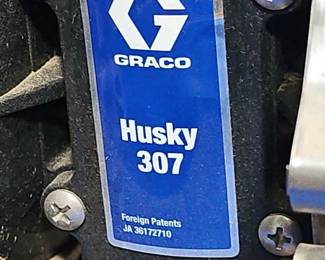 GRACO
Husky
307
Foreign Patents
JA 36172710